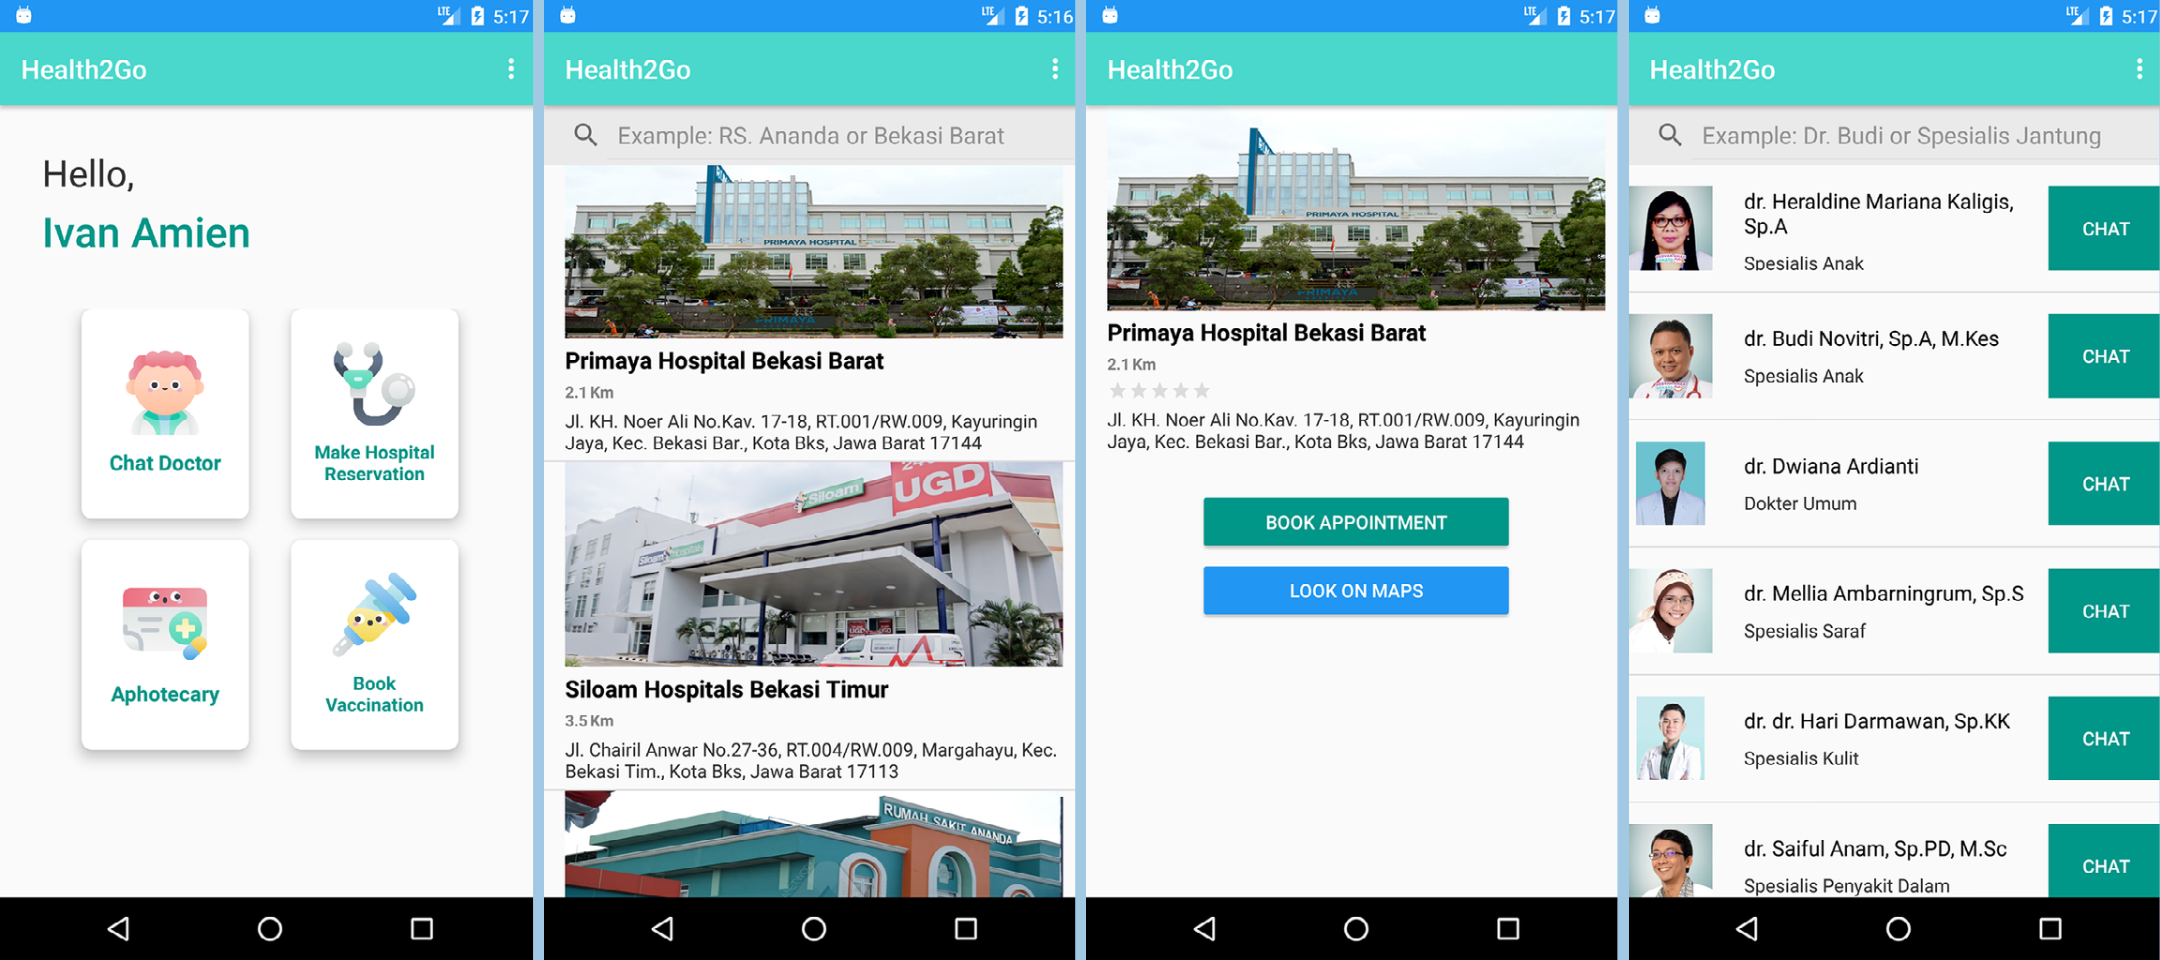 LTE 5:17
Health2Go
Hello,
Ivan Amien
Chat Doctor
Make Hospital
Reservation
Aphotecary
Book
Vaccination
LTE 5:16
Health2Go
Example: RS. Ananda or Bekasi Barat
PRIMAYA HOSPITAL
PRIMAYA
Primaya Hospital Bekasi Barat
2.1 Km
Jl. KH. Noer Ali No.Kav. 17-18, RT.001/RW.009, Kayuringin
Jaya, Kec. Bekasi Bar., Kota Bks, Jawa Barat 17144
UGD
Siloam
Siloam Hospitals
UGD
Siloam Hospitals Bekasi Timur
3.5 Km
Jl. Chairil Anwar No.27-36, RT.004/RW.009, Margahayu, Kec.
Bekasi Tim., Kota Bks, Jawa Barat 17113
RUMAH SAKIT ANANDA
LTE 5:17
Health2Go
PRIMAYA HOSPITAL
PRIMAYA
Primaya Hospital Bekasi Barat
2.1 Km
Jl. KH. Noer Ali No.Kav. 17-18, RT.001/RW.009, Kayuringin
Jaya, Kec. Bekasi Bar., Kota Bks, Jawa Barat 17144
BOOK APPOINTMENT
LOOK ON MAPS
LTE 5:17
Health2Go
Example: Dr. Budi or Spesialis Jantung
dr. Heraldine Mariana Kaligis,
Sp.A
Spesialis Anak
CHAT
dr. Budi Novitri, Sp.A, M.Kes
Spesialis Anak
CHAT
dr. Dwiana Ardianti
Dokter Umum
CHAT
dr. Mellia Ambarningrum, Sp.S
Spesialis Saraf
CHAT
dr. dr. Hari Darmawan, Sp.KK
Spesialis Kulit
CHAT
dr. Saiful Anam, Sp.PD, M.Sc
Spesialis Penyakit Dalam
CHAT